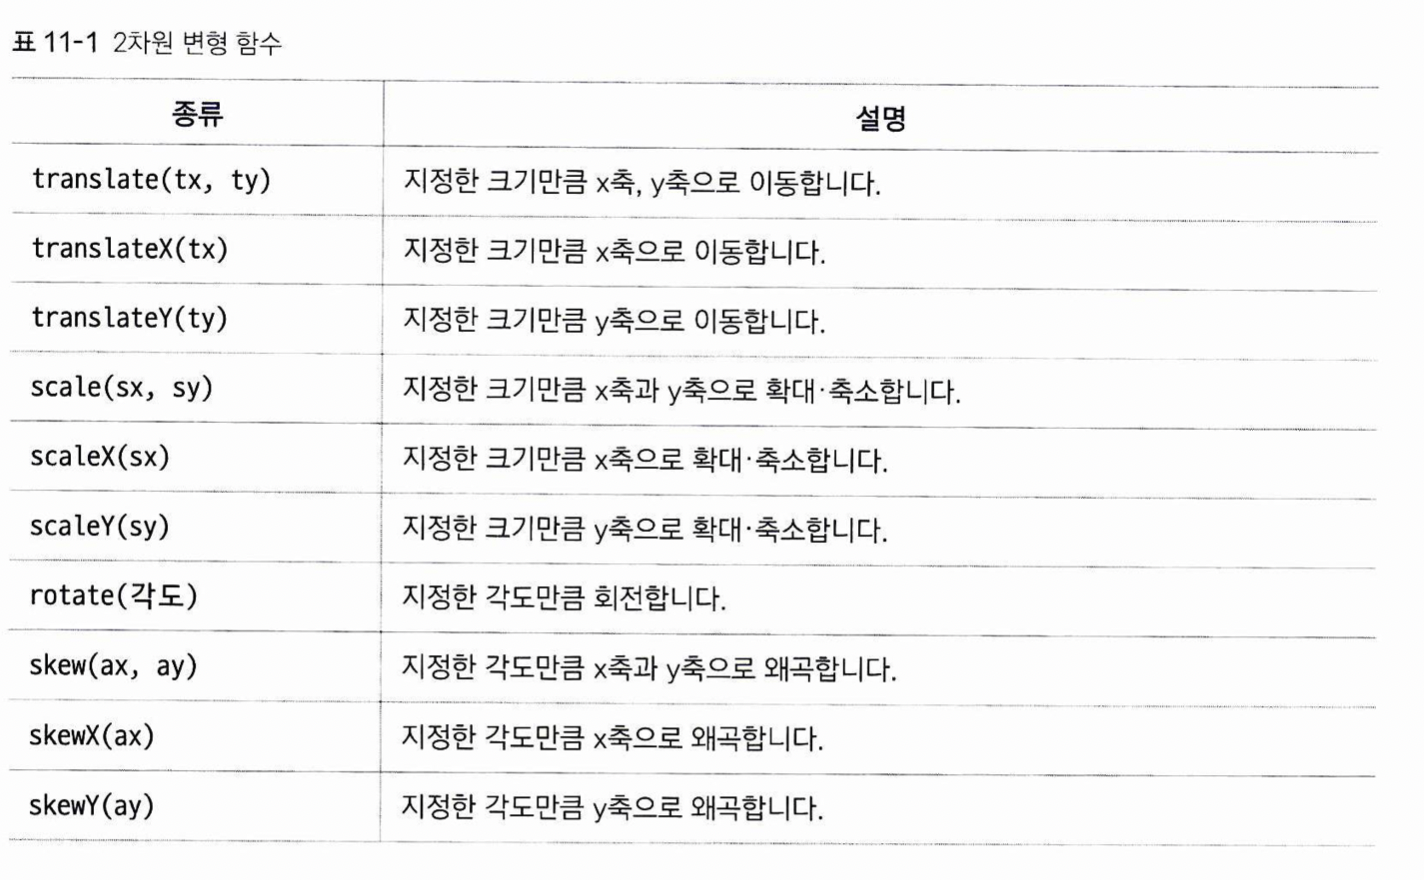 표 11-1 2차원 변형 함수
종류 설명
translate(tx, ty) 지정한 크기만큼 x축, y축으로 이동합니다.
translateX(tx) 지정한 크기만큼 x축으로 이동합니다.
translateY(ty) 지정한 크기만큼 y축으로 이동합니다.
scale(sx, sy) 지정한 크기만큼 x축과 y축으로 확대·축소합니다.
scaleX(sx) 지정한 크기만큼 x축으로 확대·축소합니다.
scaleY(sy) 지정한 크기만큼 y축으로 확대·축소합니다.
rotate(각도) 지정한 각도만큼 회전합니다.
skew(ax, ay) 지정한 각도만큼 x축과 y축으로 왜곡합니다.
skewX(ax) 지정한 각도만큼 x축으로 왜곡합니다.
skewY(ay) 지정한 각도만큼 y축으로 왜곡합니다.